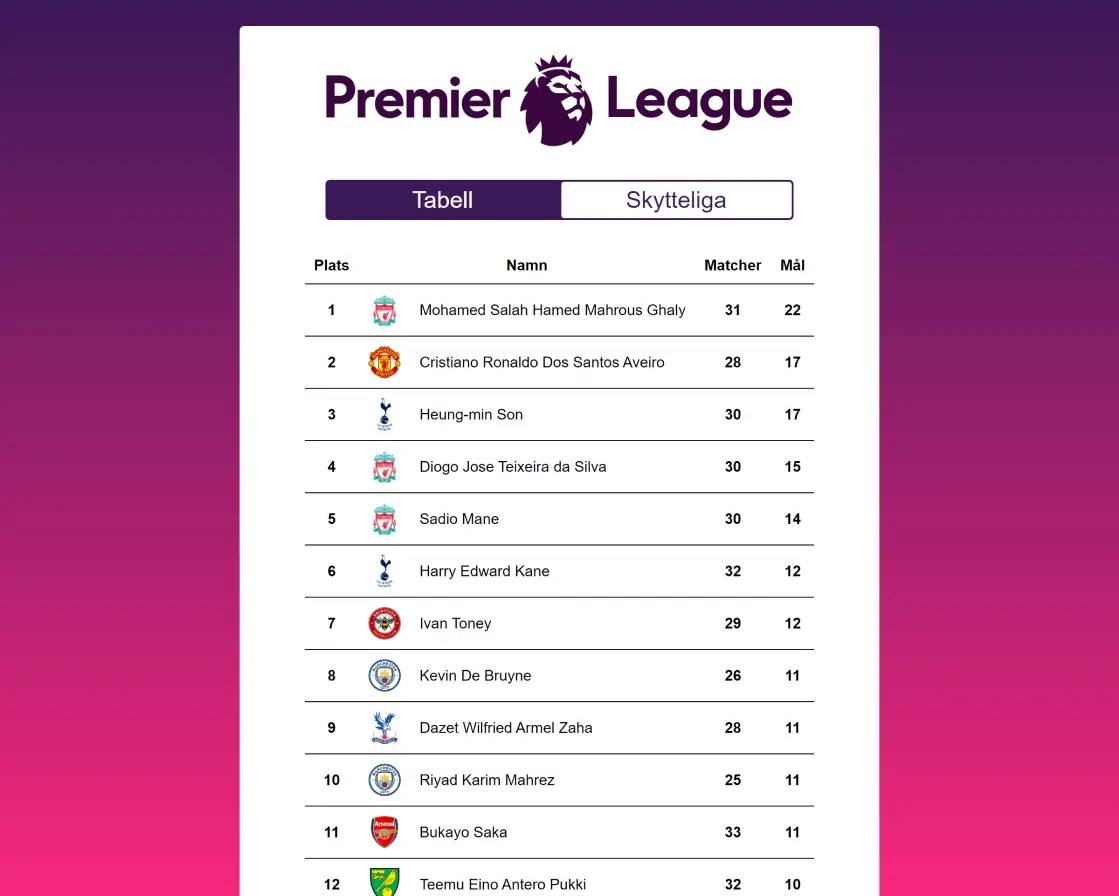 Premier League
Tabell Skytteliga
Plats Namn Matcher Mål
1 Mohamed Salah Hamed Mahrous Ghaly 31 22
2 Cristiano Ronaldo Dos Santos Aveiro 28 17
3 Heung-min Son 30 17
4 Diogo Jose Teixeira da Silva 30 15
5 Sadio Mane 30 14
6 Harry Edward Kane 32 12
7 Ivan Toney 29 12
8 Kevin De Bruyne 26 11
9 Dazet Wilfried Armel Zaha 28 11
10 Riyad Karim Mahrez 25 11
11 Arsenal Bukayo Saka 33 11
12 Teemu Eino Antero Pukki 32 10